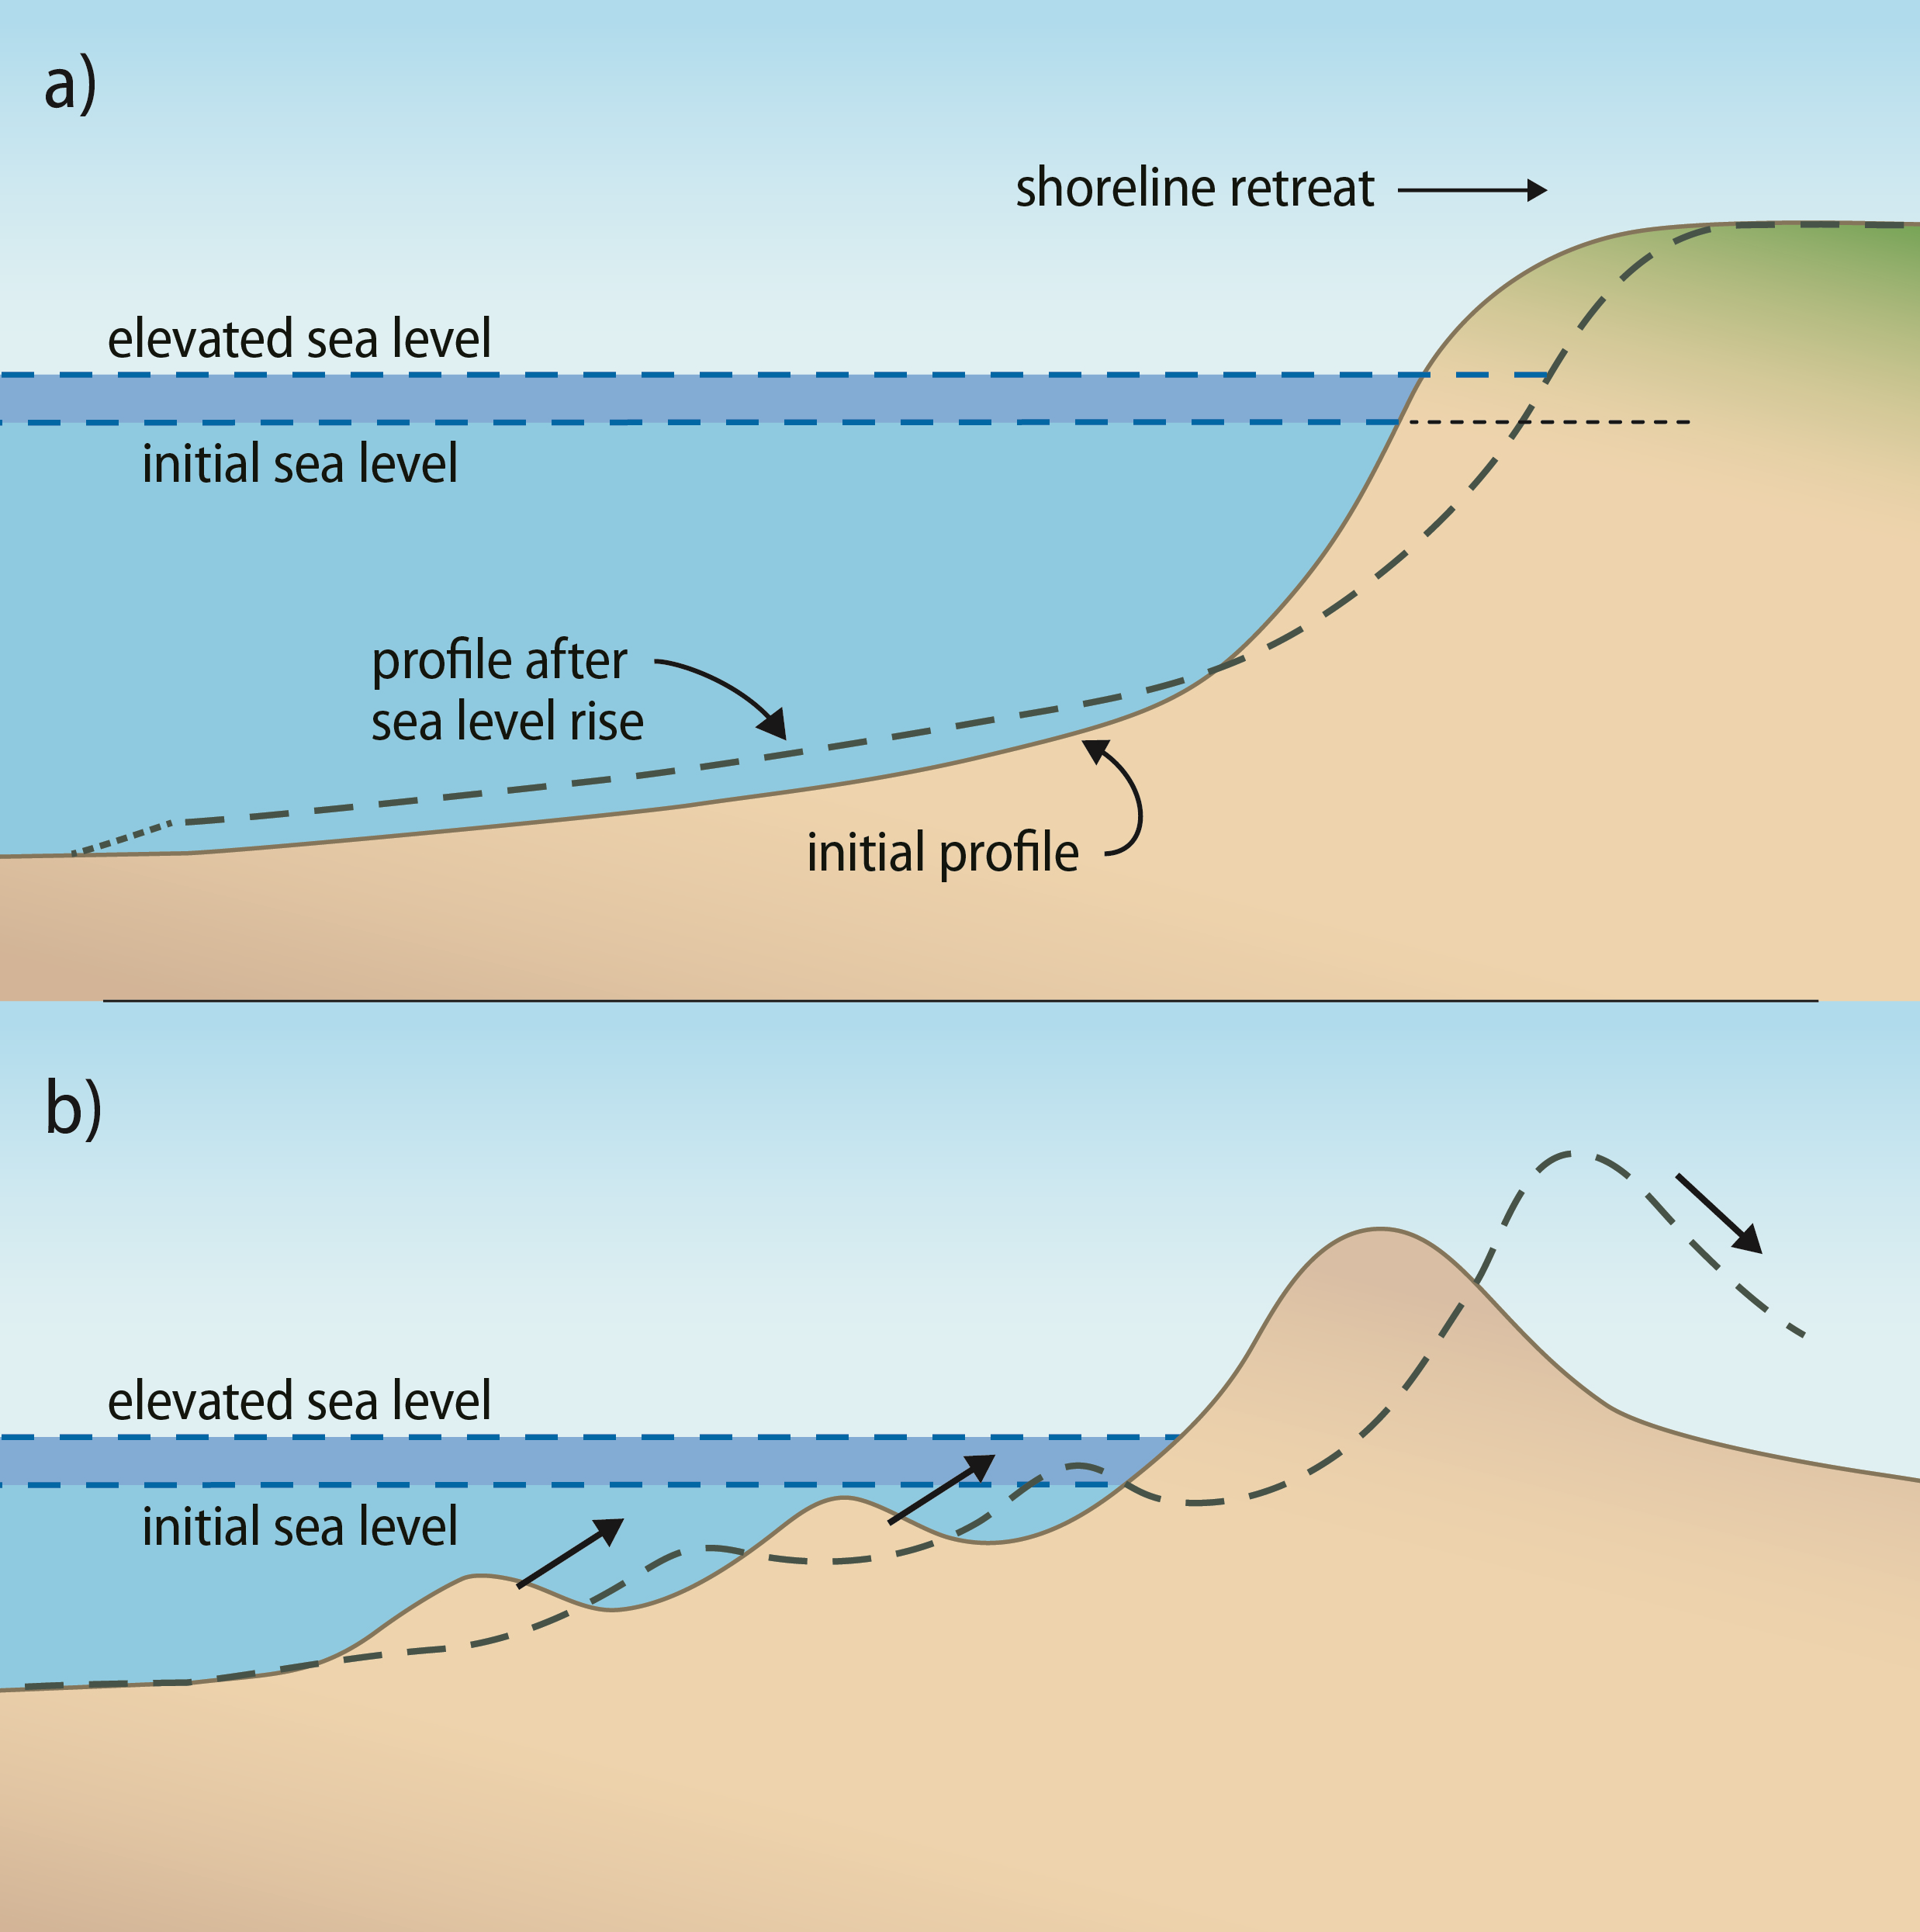 a)
shoreline retreat
elevated sea level
initial sea level
profile after
sea level rise
initial profile
b)
elevated sea level
initial sea level